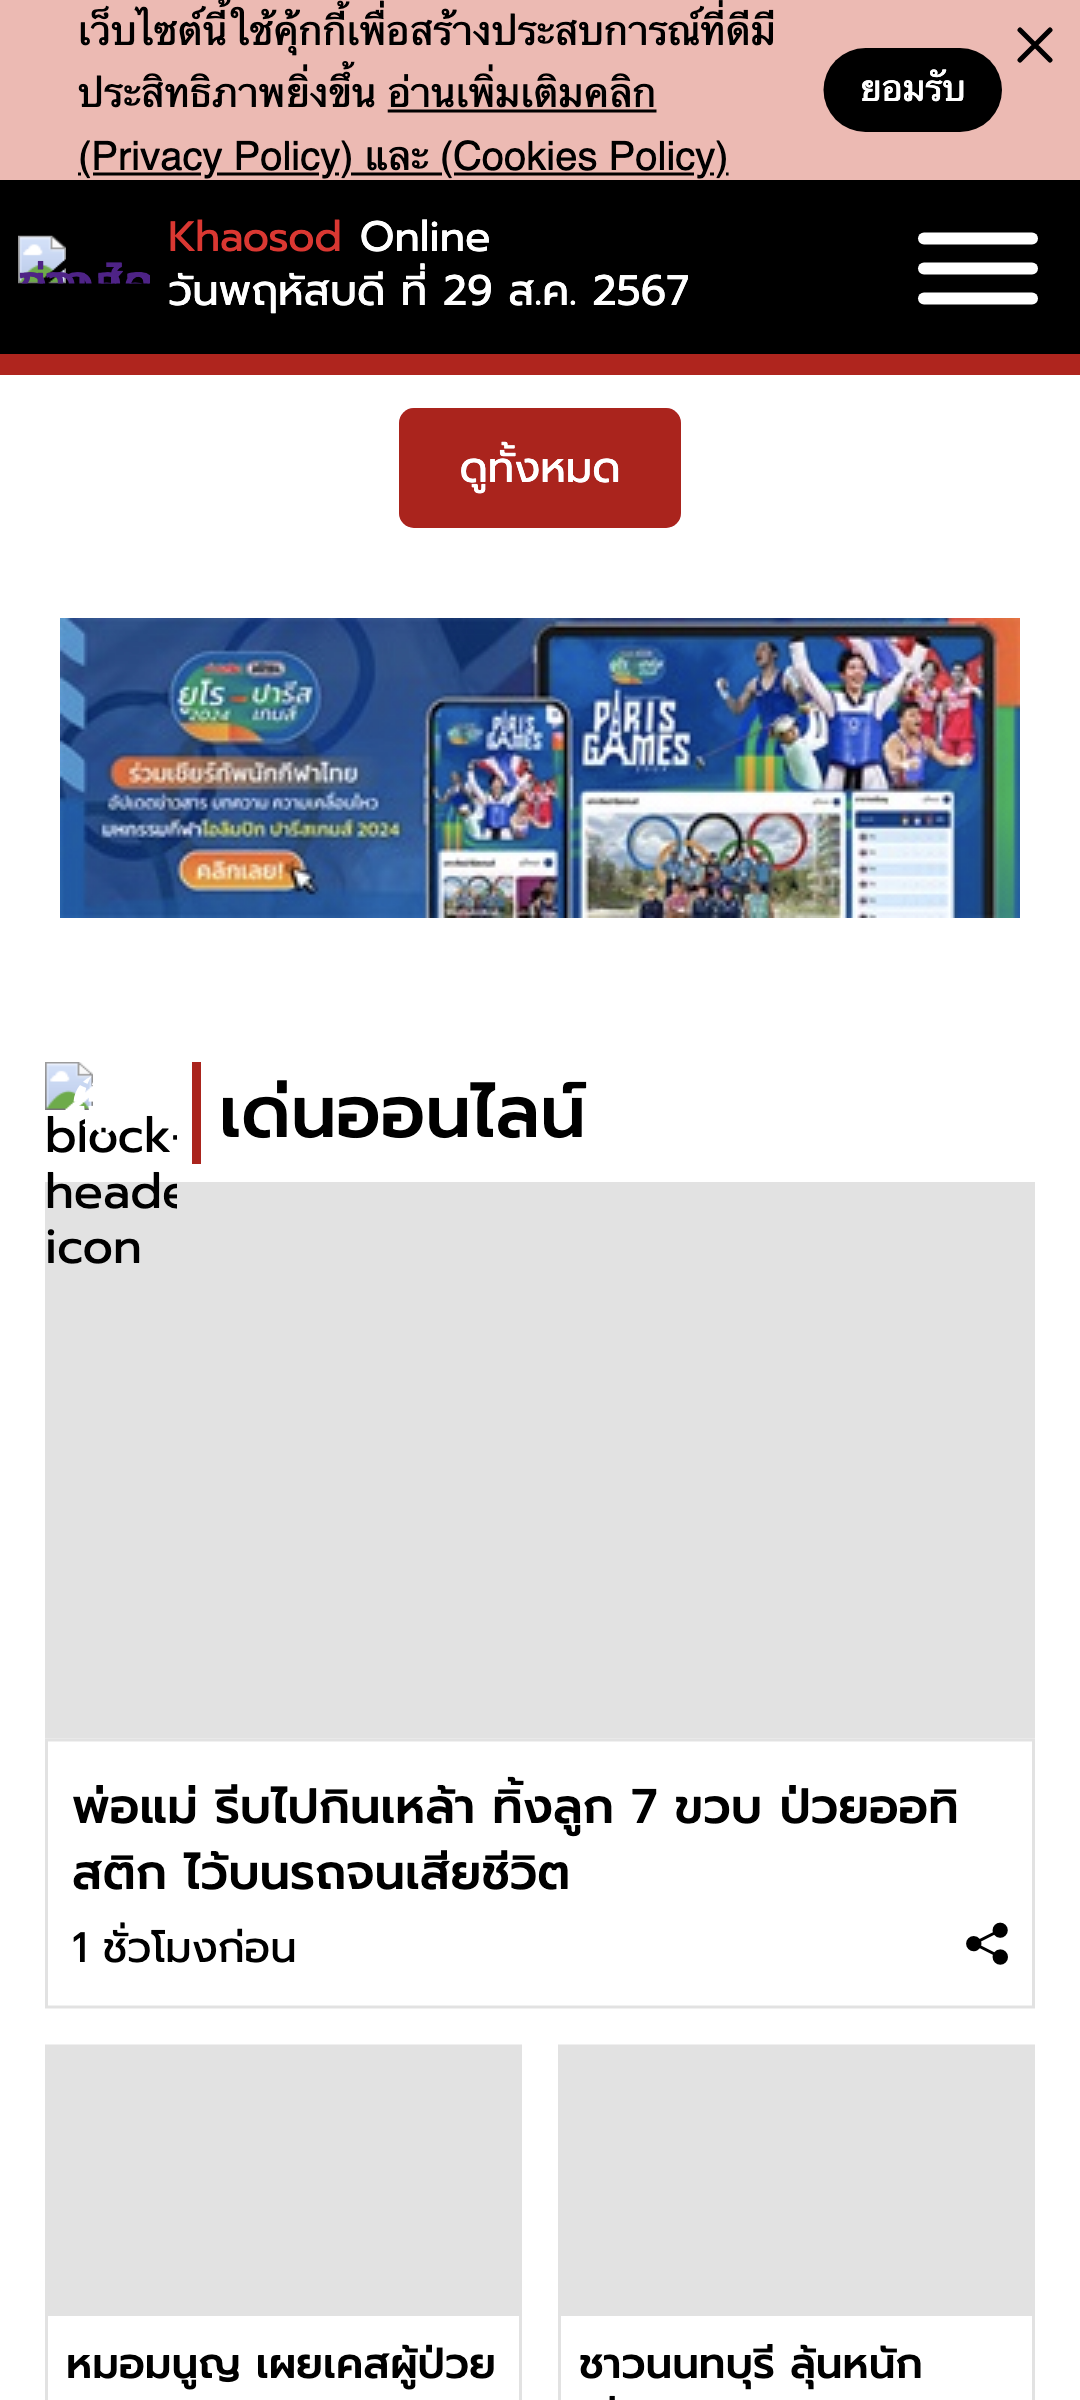 เว็บไซต์นี้ใช้คุ้กกี้เพื่อสร้างประสบการณ์ที่ดีมี
ประสิทธิภาพยิ่งขึ้น อ่านเพิ่มเติมคลิก
(Privacy Policy) และ (Cookies Policy)
ยอมรับ
Khaosod Online
วันพฤหัสบดี ที่ 29 ส.ค. 2567
ดูทั้งหมด
ยูโร ปารีส
2024 เกมส์
ร่วมเชียร์ทัพนักกีฬาไทย
อัปเดตข่าวสาร บทความ ความเคลื่อนไหว
มหกรรมกีฬาโอลิมปิก ปารีสเกมส์ 2024
คลิกเลย!
PARIS
GAMES
PARIS
GAMES
block-
heade
icon
เด่นออนไลน์
พ่อแม่ รีบไปกินเหล้า ทิ้งลูก 7 ขวบ ป่วยออทิ
สติก ไว้บนรถจนเสียชีวิต
1 ชั่วโมงก่อน
หมอมนูญ เผยเคสผู้ป่วย
ชาวนนทบุรี ลุ้นหนัก